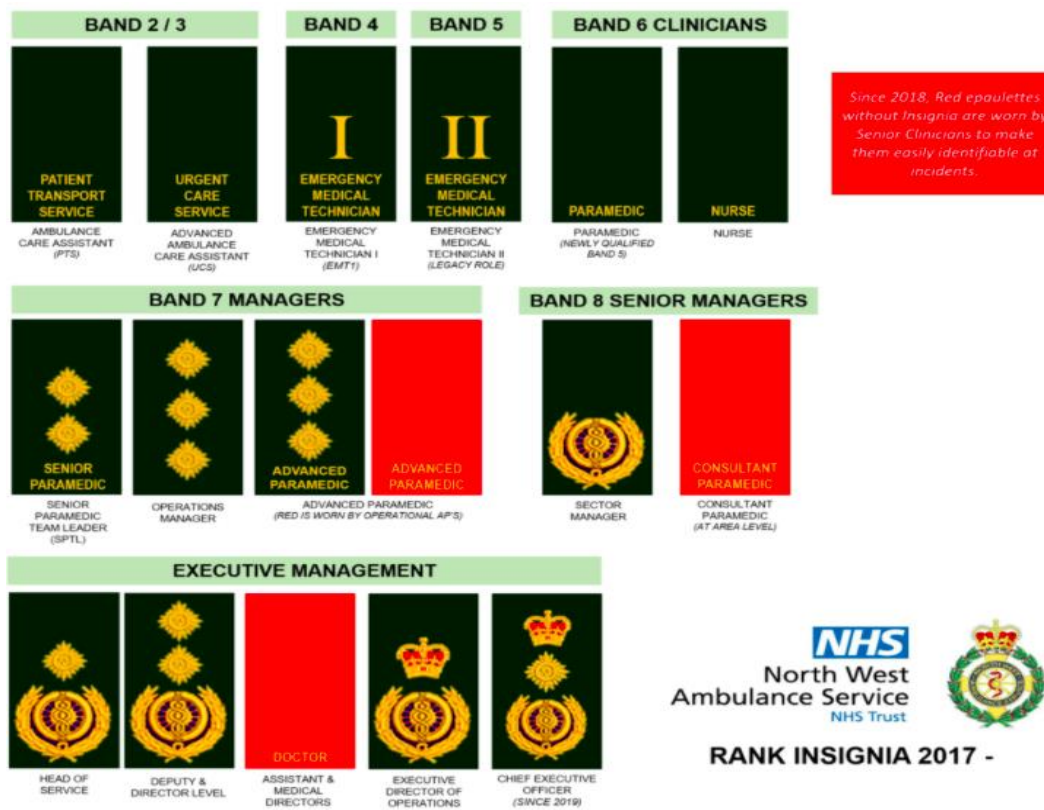 BAND 2 / 3
BAND 4
BAND 5
BAND 6 CLINICIANS
PATIENT
TRANSPORT
SERVICE
URGENT
CARE
SERVICE
I
EMERGENCY
MEDICAL
TECHNICIAN
II
EMERGENCY
MEDICAL
TECHNICIAN
PARAMEDIC
NURSE
Since 2018, Red epaulettes
without Insignia are worn by
Senior Clinicians to make
them easily identifiable at
incidents.
AMBULANCE
CARE ASSISTANT
(PTS)
ADVANCED
AMBULANCE
CARE ASSISTANT
(UCS)
EMERGENCY
MEDICAL
TECHNICIAN I
(EMT1)
EMERGENCY
MEDICAL
TECHNICIAN II
(LEGACY ROLE)
PARAMEDIC
(NEWLY QUALIFIED
BAND 5)
NURSE
BAND 7 MANAGERS
BAND 8 SENIOR MANAGERS
SENIOR
PARAMEDIC
ADVANCED
PARAMEDIC
ADVANCED
PARAMEDIC
CONSULTANT
PARAMEDIC
SENIOR
PARAMEDIC
TEAM LEADER
(SPTL)
OPERATIONS
MANAGER
ADVANCED PARAMEDIC
(RED IS WORN BY OPERATIONAL AP'S)
SECTOR
MANAGER
CONSULTANT
PARAMEDIC
(AT AREA LEVEL)
EXECUTIVE MANAGEMENT
DOCTOR
HEAD OF
SERVICE
DEPUTY &
DIRECTOR LEVEL
ASSISTANT &
MEDICAL
DIRECTORS
EXECUTIVE
DIRECTOR OF
OPERATIONS
CHIEF EXECUTIVE
OFFICER
(SINCE 2019)
NHS
North West
Ambulance Service
NHS Trust
RANK INSIGNIA 2017 -